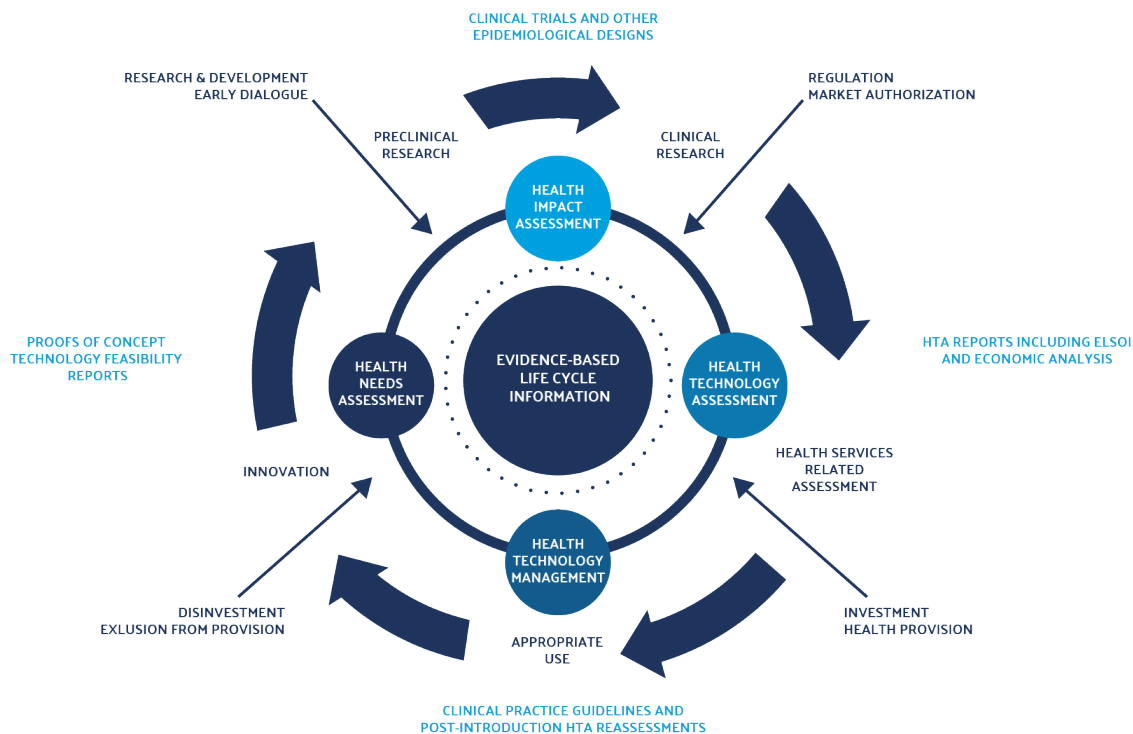 CLINICAL TRIALS AND OTHER
EPIDEMIOLOGICAL DESIGNS
RESEARCH & DEVELOPMENT
EARLY DIALOGUE
REGULATION
MARKET AUTHORIZATION
PRECLINICAL
RESEARCH
CLINICAL
RESEARCH
HEALTH
IMPACT
ASSESSMENT
PROOFS OF CONCEPT
TECHNOLOGY FEASIBILITY
REPORTS
HEALTH
NEEDS
ASSESSMENT
EVIDENCE-BASED
LIFE CYCLE
INFORMATION
HEALTH
TECHNOLOGY
ASSESSMENT
HTA REPORTS INCLUDING ELSOI
AND ECONOMIC ANALYSIS
INNOVATION
HEALTH SERVICES
RELATED
ASSESSMENT
HEALTH
TECHNOLOGY
MANAGEMENT
DISINVESTMENT
EXLUSION FROM PROVISION
APPROPRIATE
USE
INVESTMENT
HEALTH PROVISION
CLINICAL PRACTICE GUIDELINES AND
POST-INTRODUCTION HTA REASSESSMENTS